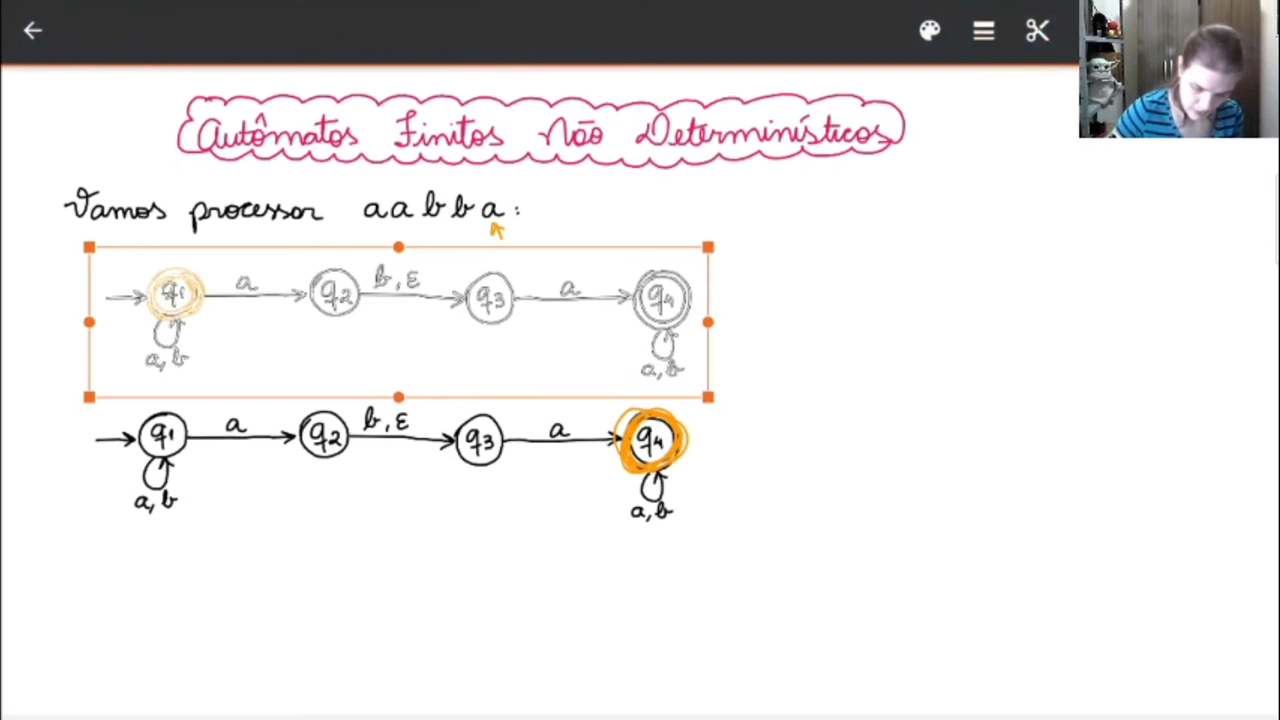 Autômatos Finitos Não Determinísticos
Vamos processar a a b b a :
q1 a q2 b, ε q3 a q4
a, b a, b
q1 a q2 b, ε q3 a q4
a, b a, b